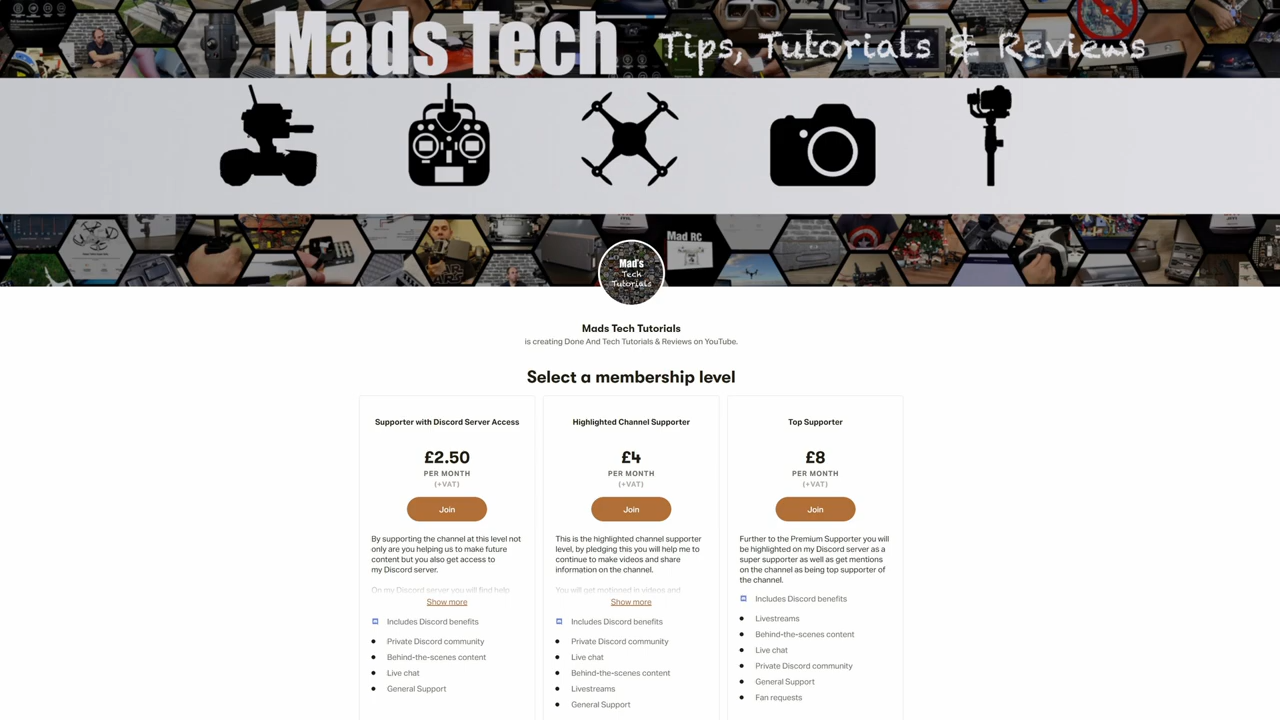 Mads Tech Tips, Tutorials & Reviews
Mad RC
Mad's
Tech
Tutorials
Mads Tech Tutorials
is creating Done And Tech Tutorials & Reviews on YouTube.
Select a membership level
Supporter with Discord Server Access
£2.50
PER MONTH
(+VAT)
Join
By supporting the channel at this level not
only are you helping us to make future
content but you also get access to
my Discord server.
On my Discord server you will find help
Show more
Includes Discord benefits
Private Discord community
Behind-the-scenes content
Live chat
General Support
Highlighted Channel Supporter
£4
PER MONTH
(+VAT)
Join
This is the highlighted channel supporter
level, by pledging this you will help me to
continue to make videos and share
information on the channel.
You will get motinned in videos and
Show more
Includes Discord benefits
Private Discord community
Live chat
Behind-the-scenes content
Livestreams
General Support
Top Supporter
£8
PER MONTH
(+VAT)
Join
Further to the Premium Supporter you will
be highlighted on my Discord server as a
super supporter as well as get mentions
on the channel as being top supporter of
the channel.
Includes Discord benefits
Livestreams
Behind-the-scenes content
Live chat
Private Discord community
General Support
Fan requests